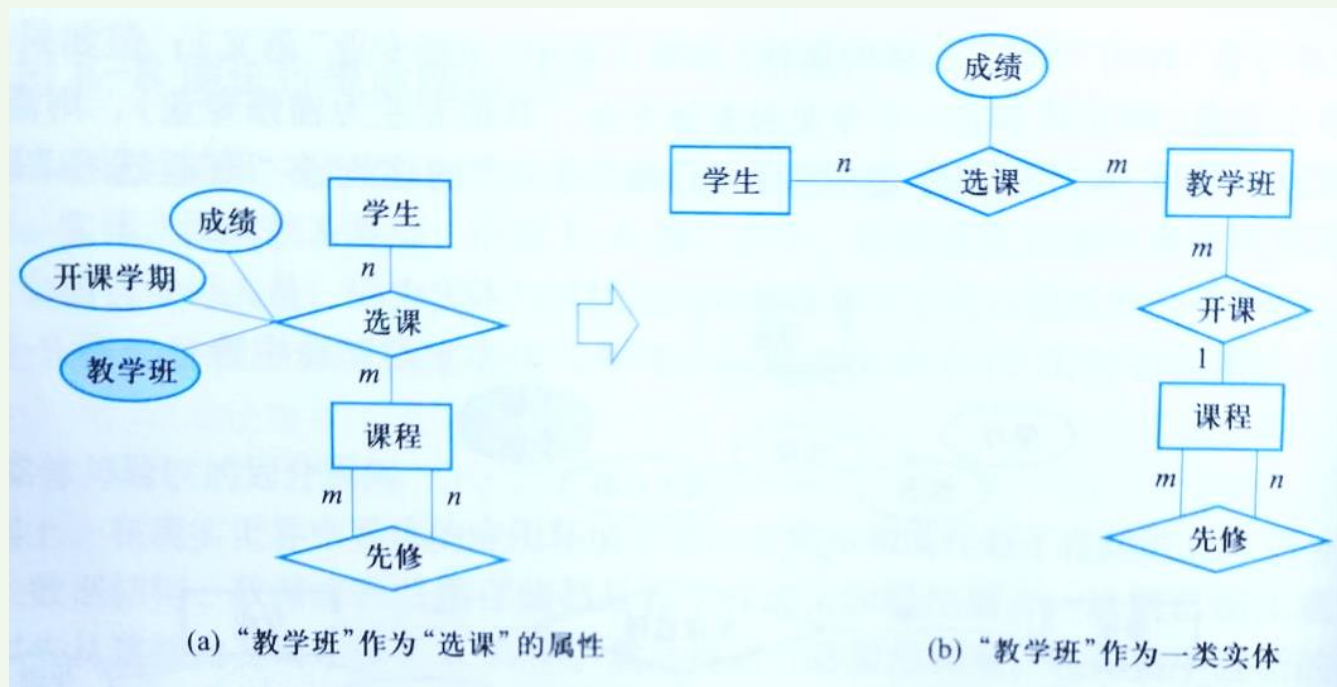 成绩
学生
n
选课
m
教学班
m
开课
1
课程
m
n
先修
学生
成绩
n
开课学期
选课
教学班
m
课程
m
n
先修
(a) “教学班”作为“选课”的属性
(b) “教学班”作为一类实体